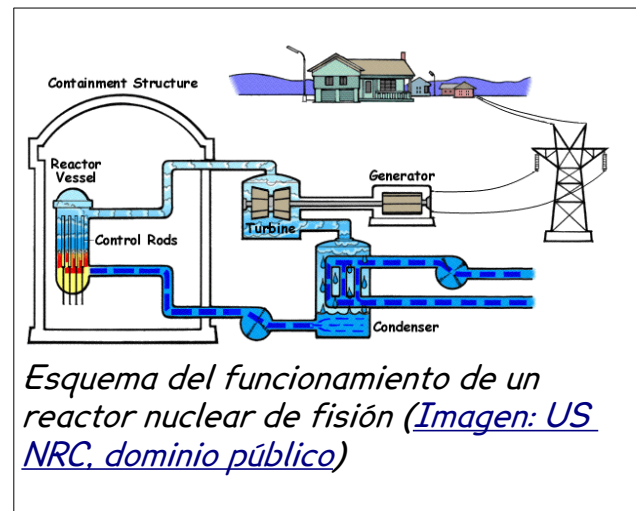 Containment Structure
Reactor
Vessel
Control Rods
Turbine
Generator
Condenser
Esquema del funcionamiento de un
reactor nuclear de fisión (Imagen: US
NRC, dominio público)